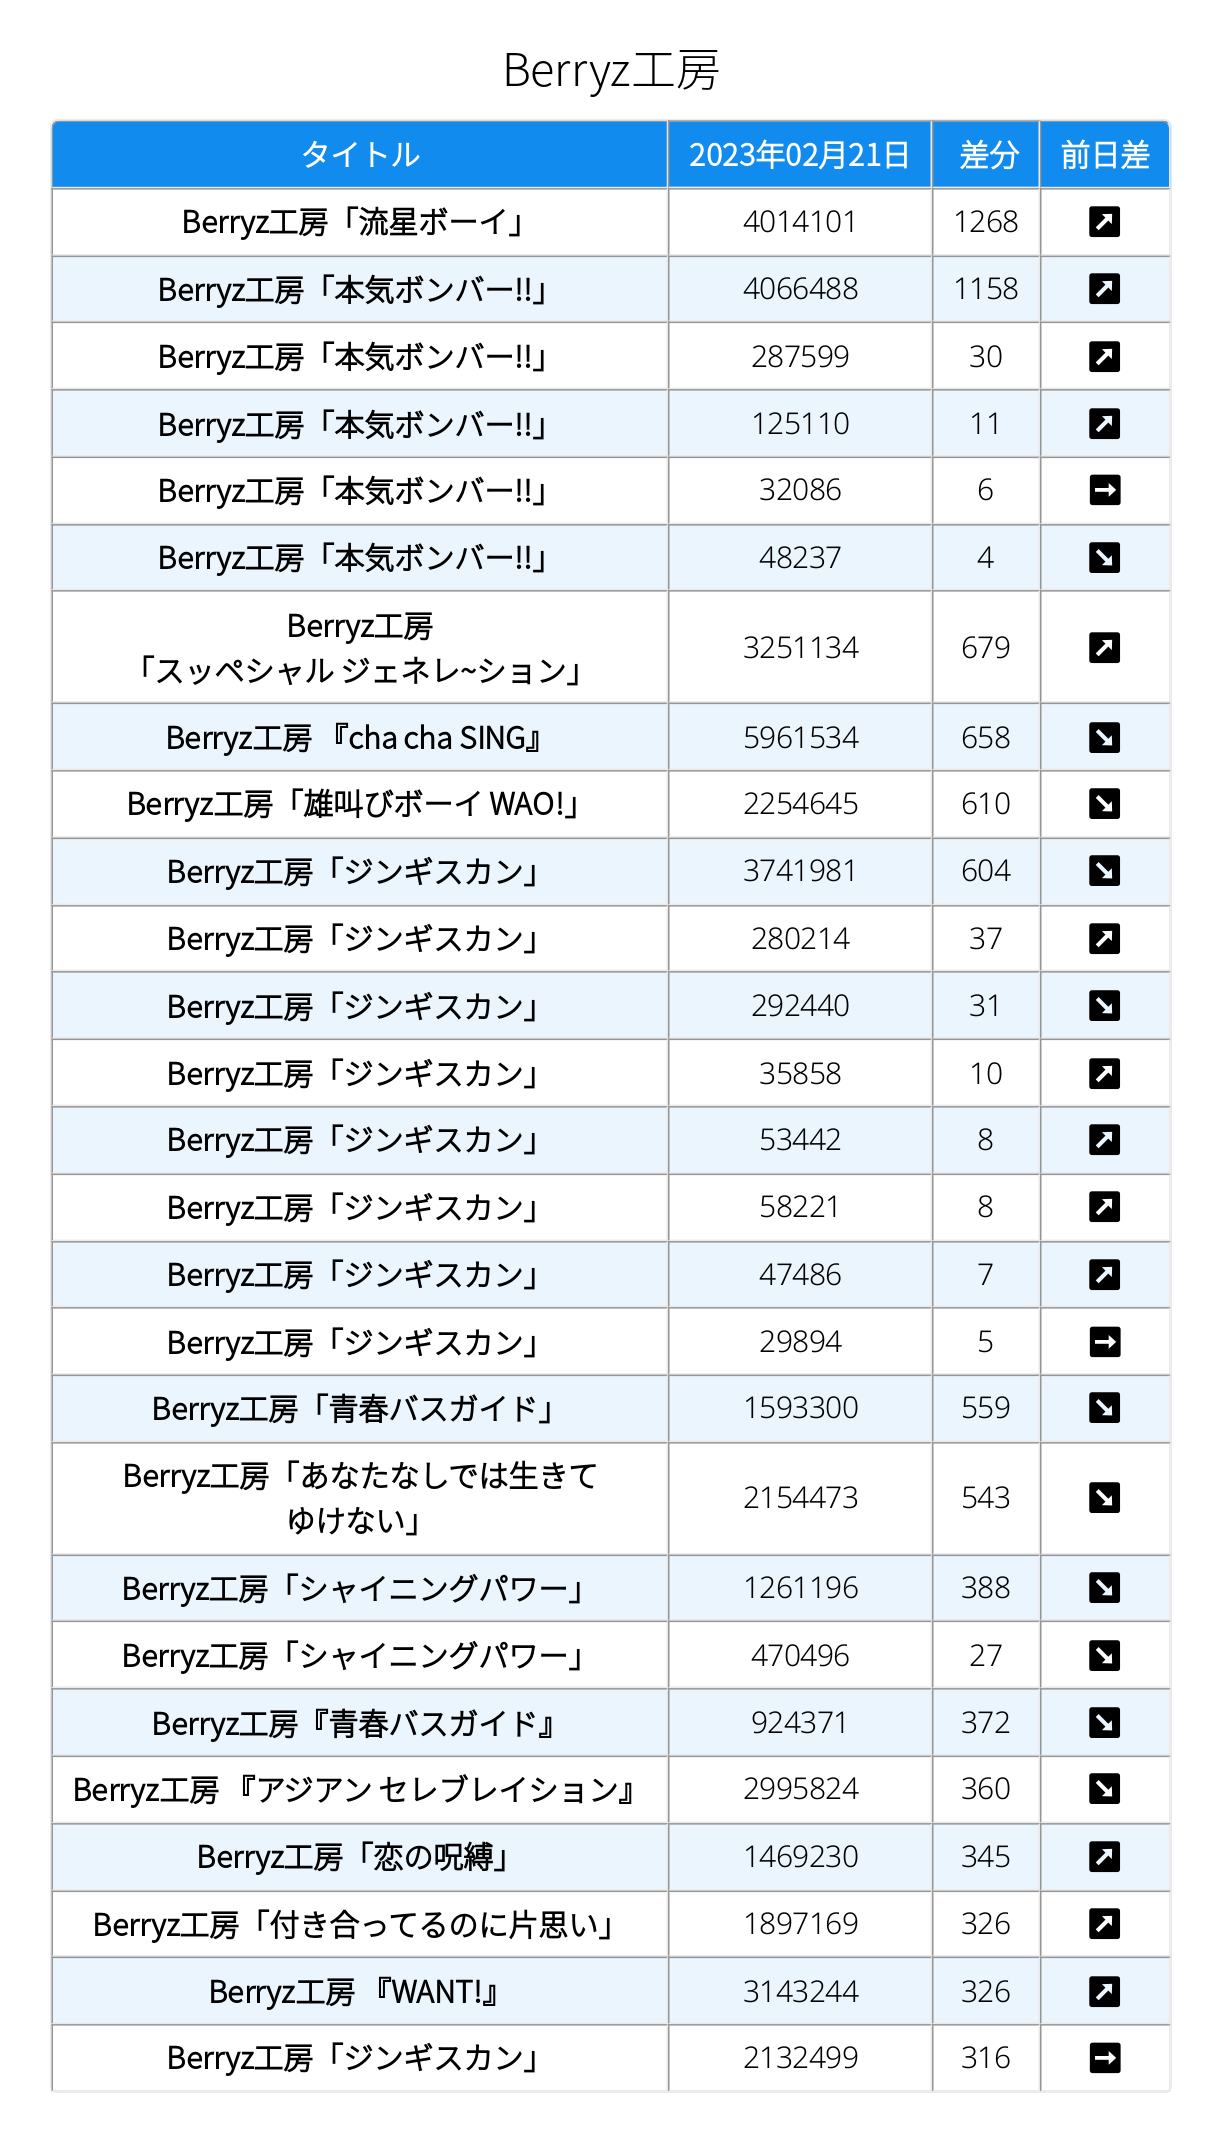 Berryz工房
タイトル 2023年02月21日 差分 前日差
Berryz工房「流星ボーイ」 4014101 1268 ↗
Berryz工房「本気ボンバー!!」 4066488 1158 ↗
Berryz工房「本気ボンバー!!」 287599 30 ↗
Berryz工房「本気ボンバー!!」 125110 11 ↗
Berryz工房「本気ボンバー!!」 32086 6 →
Berryz工房「本気ボンバー!!」 48237 4 ↘
Berryz工房
「スッペシャル ジェネレ~ション」 3251134 679 ↗
Berryz工房 『cha cha SING』 5961534 658 ↘
Berryz工房「雄叫びボーイ WAO!」 2254645 610 ↘
Berryz工房「ジンギスカン」 3741981 604 ↘
Berryz工房「ジンギスカン」 280214 37 ↗
Berryz工房「ジンギスカン」 292440 31 ↘
Berryz工房「ジンギスカン」 35858 10 ↗
Berryz工房「ジンギスカン」 53442 8 ↗
Berryz工房「ジンギスカン」 58221 8 ↗
Berryz工房「ジンギスカン」 47486 7 ↗
Berryz工房「ジンギスカン」 29894 5 →
Berryz工房「青春バスガイド」 1593300 559 ↘
Berryz工房「あなたなしでは生きて
ゆけない」 2154473 543 ↘
Berryz工房「シャイニングパワー」 1261196 388 ↘
Berryz工房「シャイニングパワー」 470496 27 ↘
Berryz工房『青春バスガイド』 924371 372 ↘
Berryz工房 『アジアン セレブレイション』 2995824 360 ↘
Berryz工房「恋の呪縛」 1469230 345 ↗
Berryz工房「付き合ってるのに片思い」 1897169 326 ↗
Berryz工房 『WANT!』 3143244 326 ↗
Berryz工房「ジンギスカン」 2132499 316 →